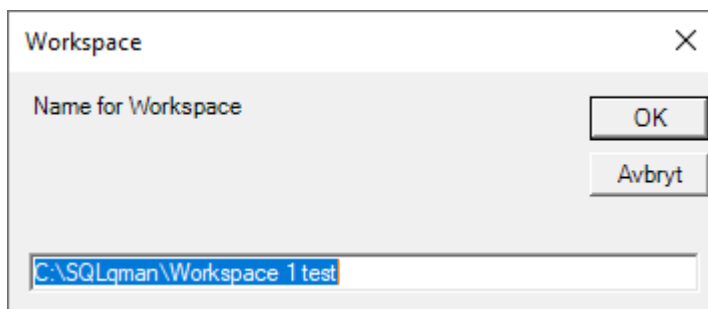 Workspace
Name for Workspace
OK
Avbryt
C:\SQLqman\Workspace 1 test